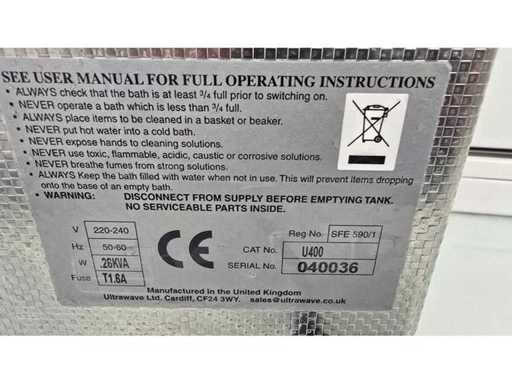 SEE USER MANUAL FOR FULL OPERATING INSTRUCTIONS
• ALWAYS check that the bath is at least 3/4 full prior to switching on.
• NEVER operate a bath which is less than 3/4 full.
• ALWAYS place items to be cleaned in a basket or beaker.
• NEVER put hot water into a cold bath.
• NEVER expose hands to cleaning solutions.
• NEVER use toxic, flammable, acidic, caustic or corrosive solutions.
• NEVER breathe fumes from strong solutions.
• ALWAYS Keep the bath filled with water when not in use. This will prevent items dropping
onto the base of an empty bath.
• WARNING: DISCONNECT FROM SUPPLY BEFORE EMPTYING TANK.
NO SERVICEABLE PARTS INSIDE.
V 220-240
Hz 50-60
W .26KVA
Fuse T1.6A
CE
Reg No SFE 590/1
CAT No. U400
SERIAL No. 040036
Manufactured in the United Kingdom
Ultrawave Ltd. Cardiff, CF24 3WY. sales@ultrawave.co.uk